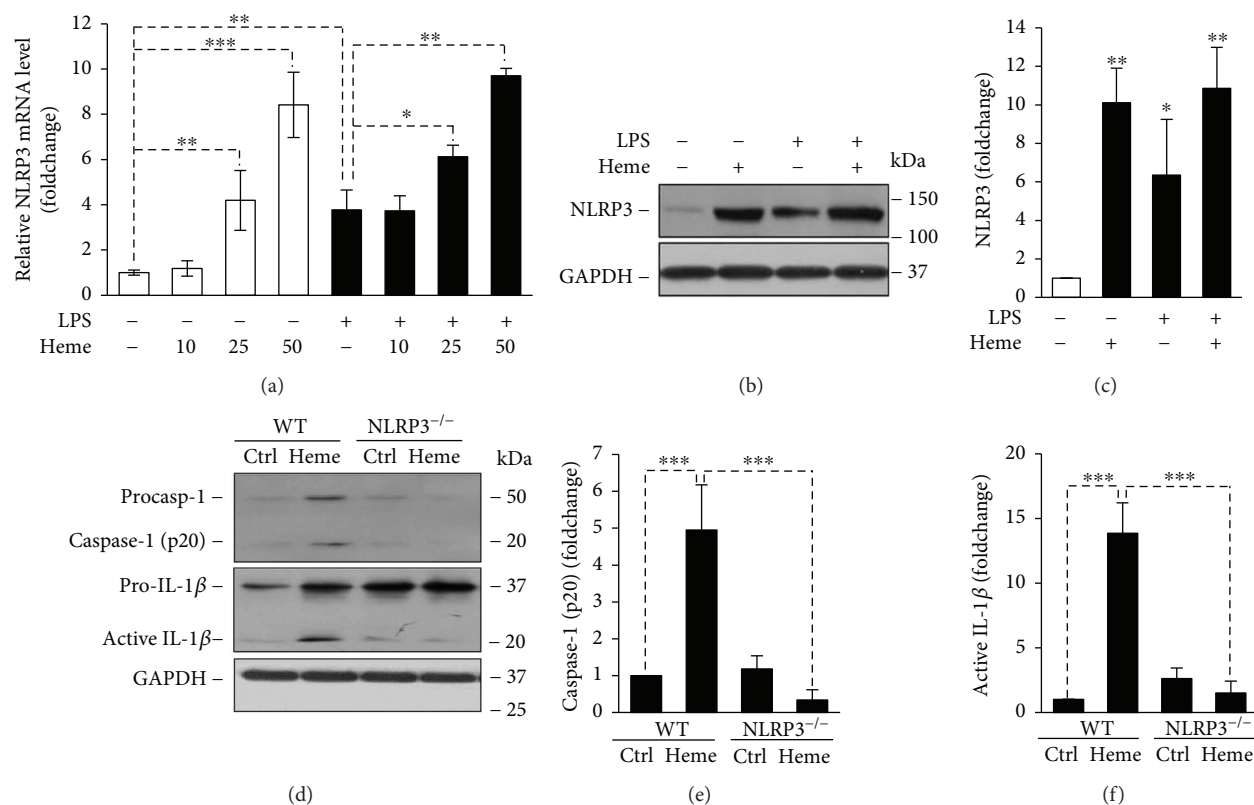 Relative NLRP3 mRNA level
(foldchange)
12
10
8
6
4
2
0
**
***
**
**
*
LPS – – – – + + + +
Heme – 10 25 50 – 10 25 50
(a)
LPS – – + +
Heme – + – + kDa
NLRP3 –
– 150
– 100
GAPDH –
– 37
(b)
NLRP3 (foldchange)
14
12
10
8
6
4
2
0
**
*
**
LPS – – + +
Heme – + – +
(c)
WT NLRP3−/−
Ctrl Heme Ctrl Heme kDa
Procasp-1 – – 50
Caspase-1 (p20) – – 20
Pro-IL-1β – – 37
Active IL-1β– – 20
GAPDH – – 37
– 25
(d)
Caspase-1 (p20) (foldchange)
7
6
5
4
3
2
1
0
***
***
WT NLRP3−/−
Ctrl Heme Ctrl Heme
(e)
Active IL-1β (foldchange)
20
15
10
5
0
***
***
WT NLRP3−/−
Ctrl Heme Ctrl Heme
(f)